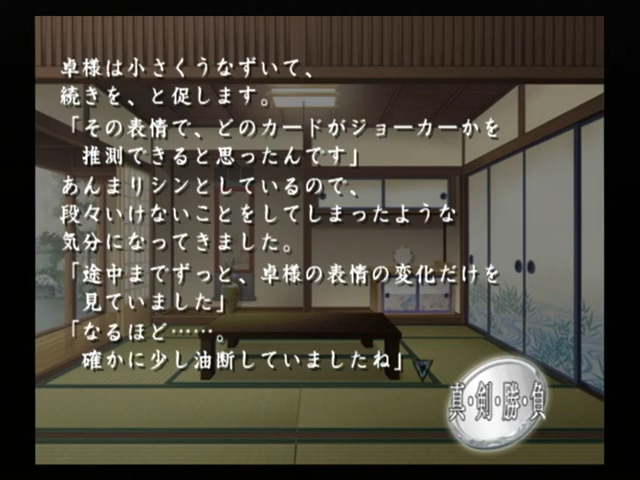 卓様は小さくうなずいて、
続きを、と促します。
「その表情で、どのカードがジョーカーかを
推測できると思ったんです」
あんまりシンとしているので、
段々いけないことをしてしまったような
気分になってきました。
「途中までずっと、卓様の表情の変化だけを
見ていました」
「なるほど……。
確かに少し油断していましたね」
真・剣・勝・負